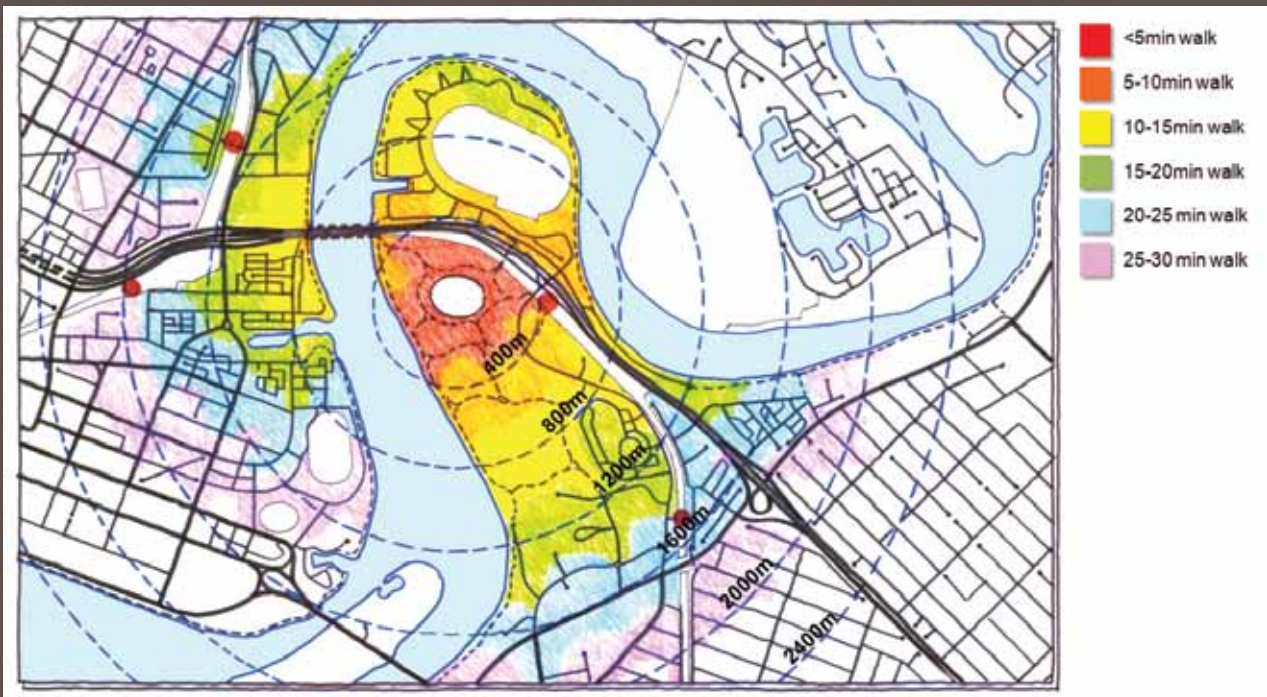 <5min walk
5-10min walk
10-15min walk
15-20min walk
20-25 min walk
25-30 min walk
400m
800m
1200m
1600m
2000m
2400m